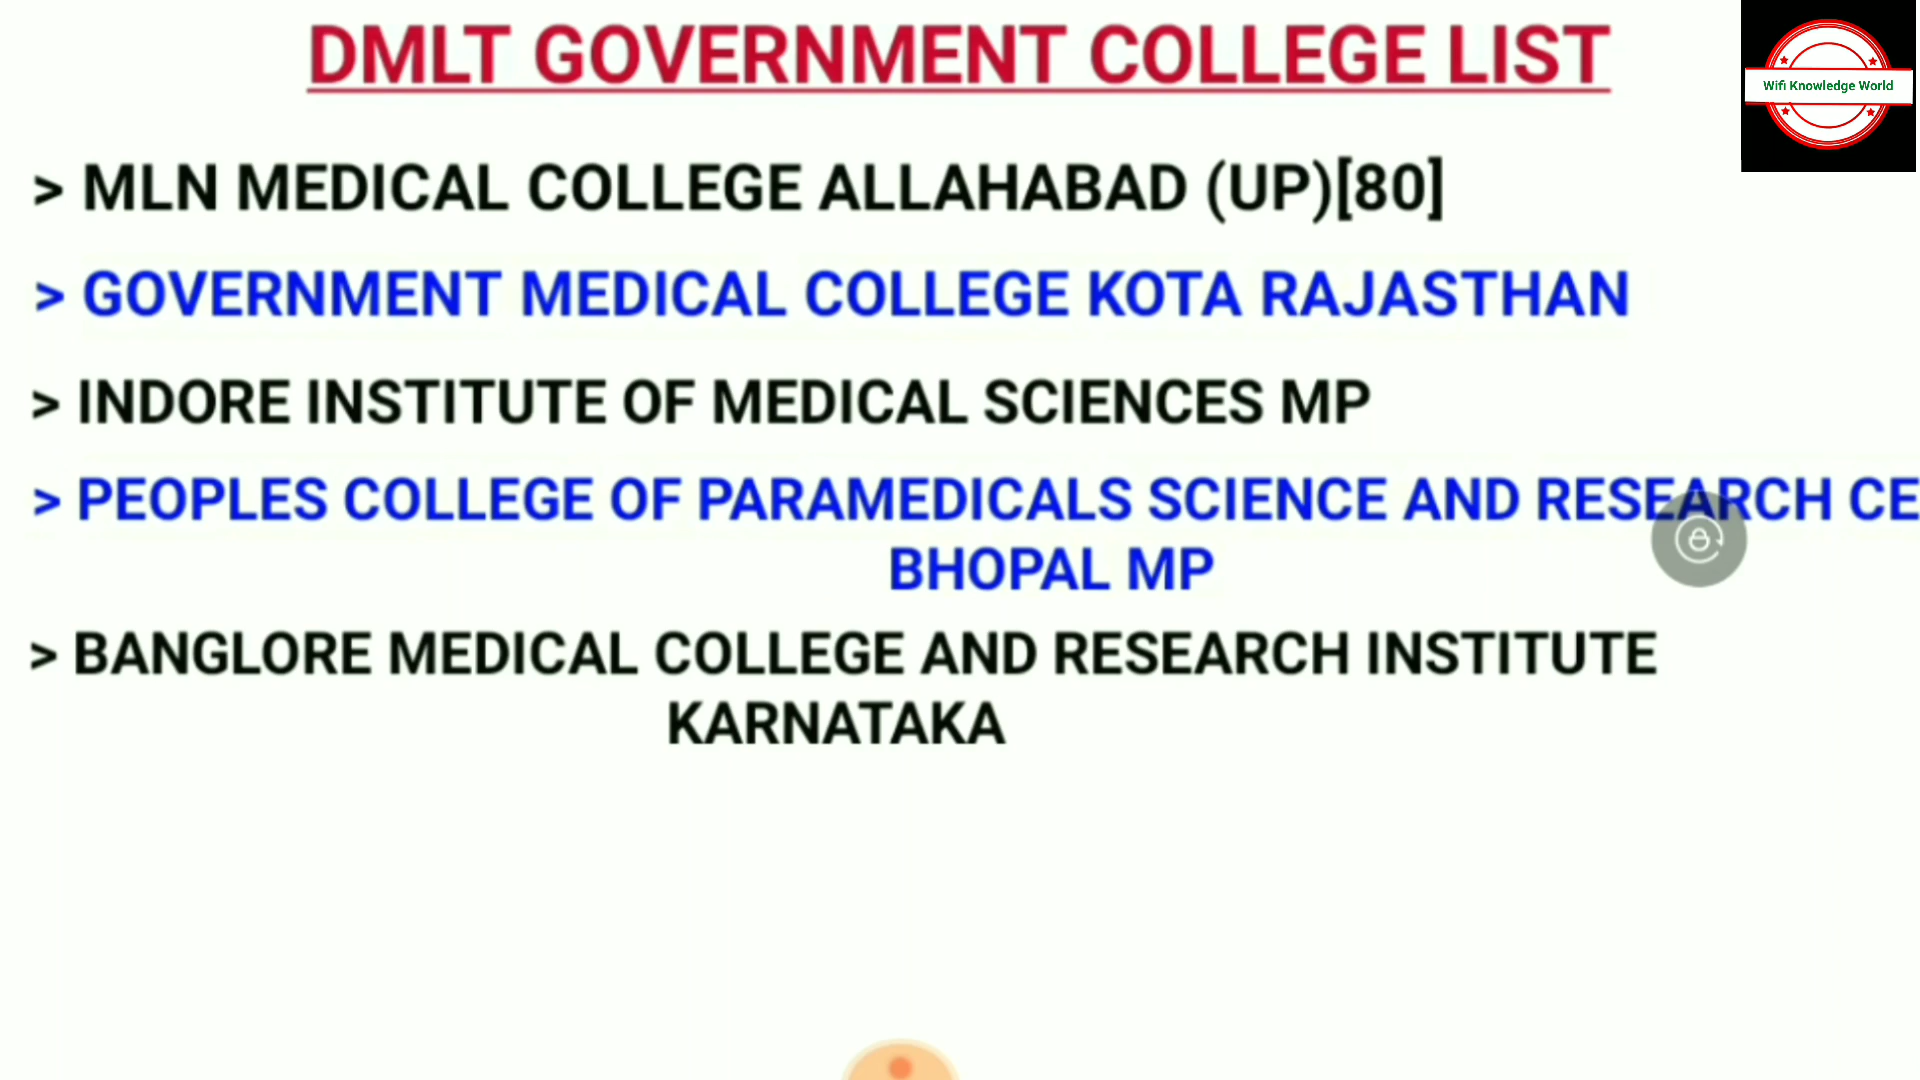 DMLT GOVERNMENT COLLEGE LIST
Wifi Knowledge World
> MLN MEDICAL COLLEGE ALLAHABAD (UP)[80]
> GOVERNMENT MEDICAL COLLEGE KOTA RAJASTHAN
> INDORE INSTITUTE OF MEDICAL SCIENCES MP
> PEOPLES COLLEGE OF PARAMEDICALS SCIENCE AND RESEARCH CE
BHOPAL MP
> BANGLORE MEDICAL COLLEGE AND RESEARCH INSTITUTE
KARNATAKA